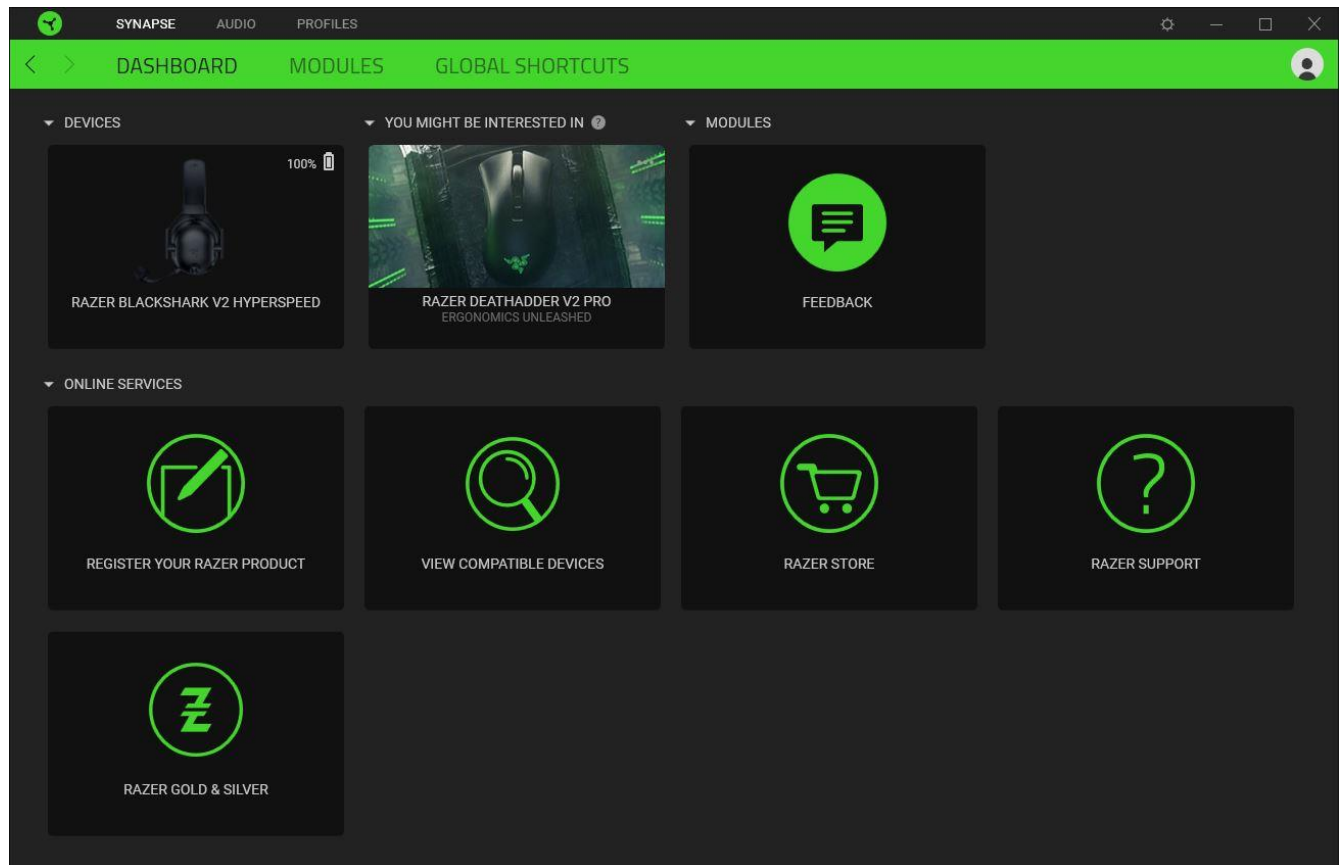 SYNAPSE AUDIO PROFILES
DASHBOARD MODULES GLOBAL SHORTCUTS
DEVICES
100%
RAZER BLACKSHARK V2 HYPERSPEED
YOU MIGHT BE INTERESTED IN ?
RAZER DEATHADDER V2 PRO
ERGONOMICS UNLEASHED
MODULES
FEEDBACK
ONLINE SERVICES
REGISTER YOUR RAZER PRODUCT
VIEW COMPATIBLE DEVICES
RAZER STORE
?
RAZER SUPPORT
RAZER GOLD & SILVER